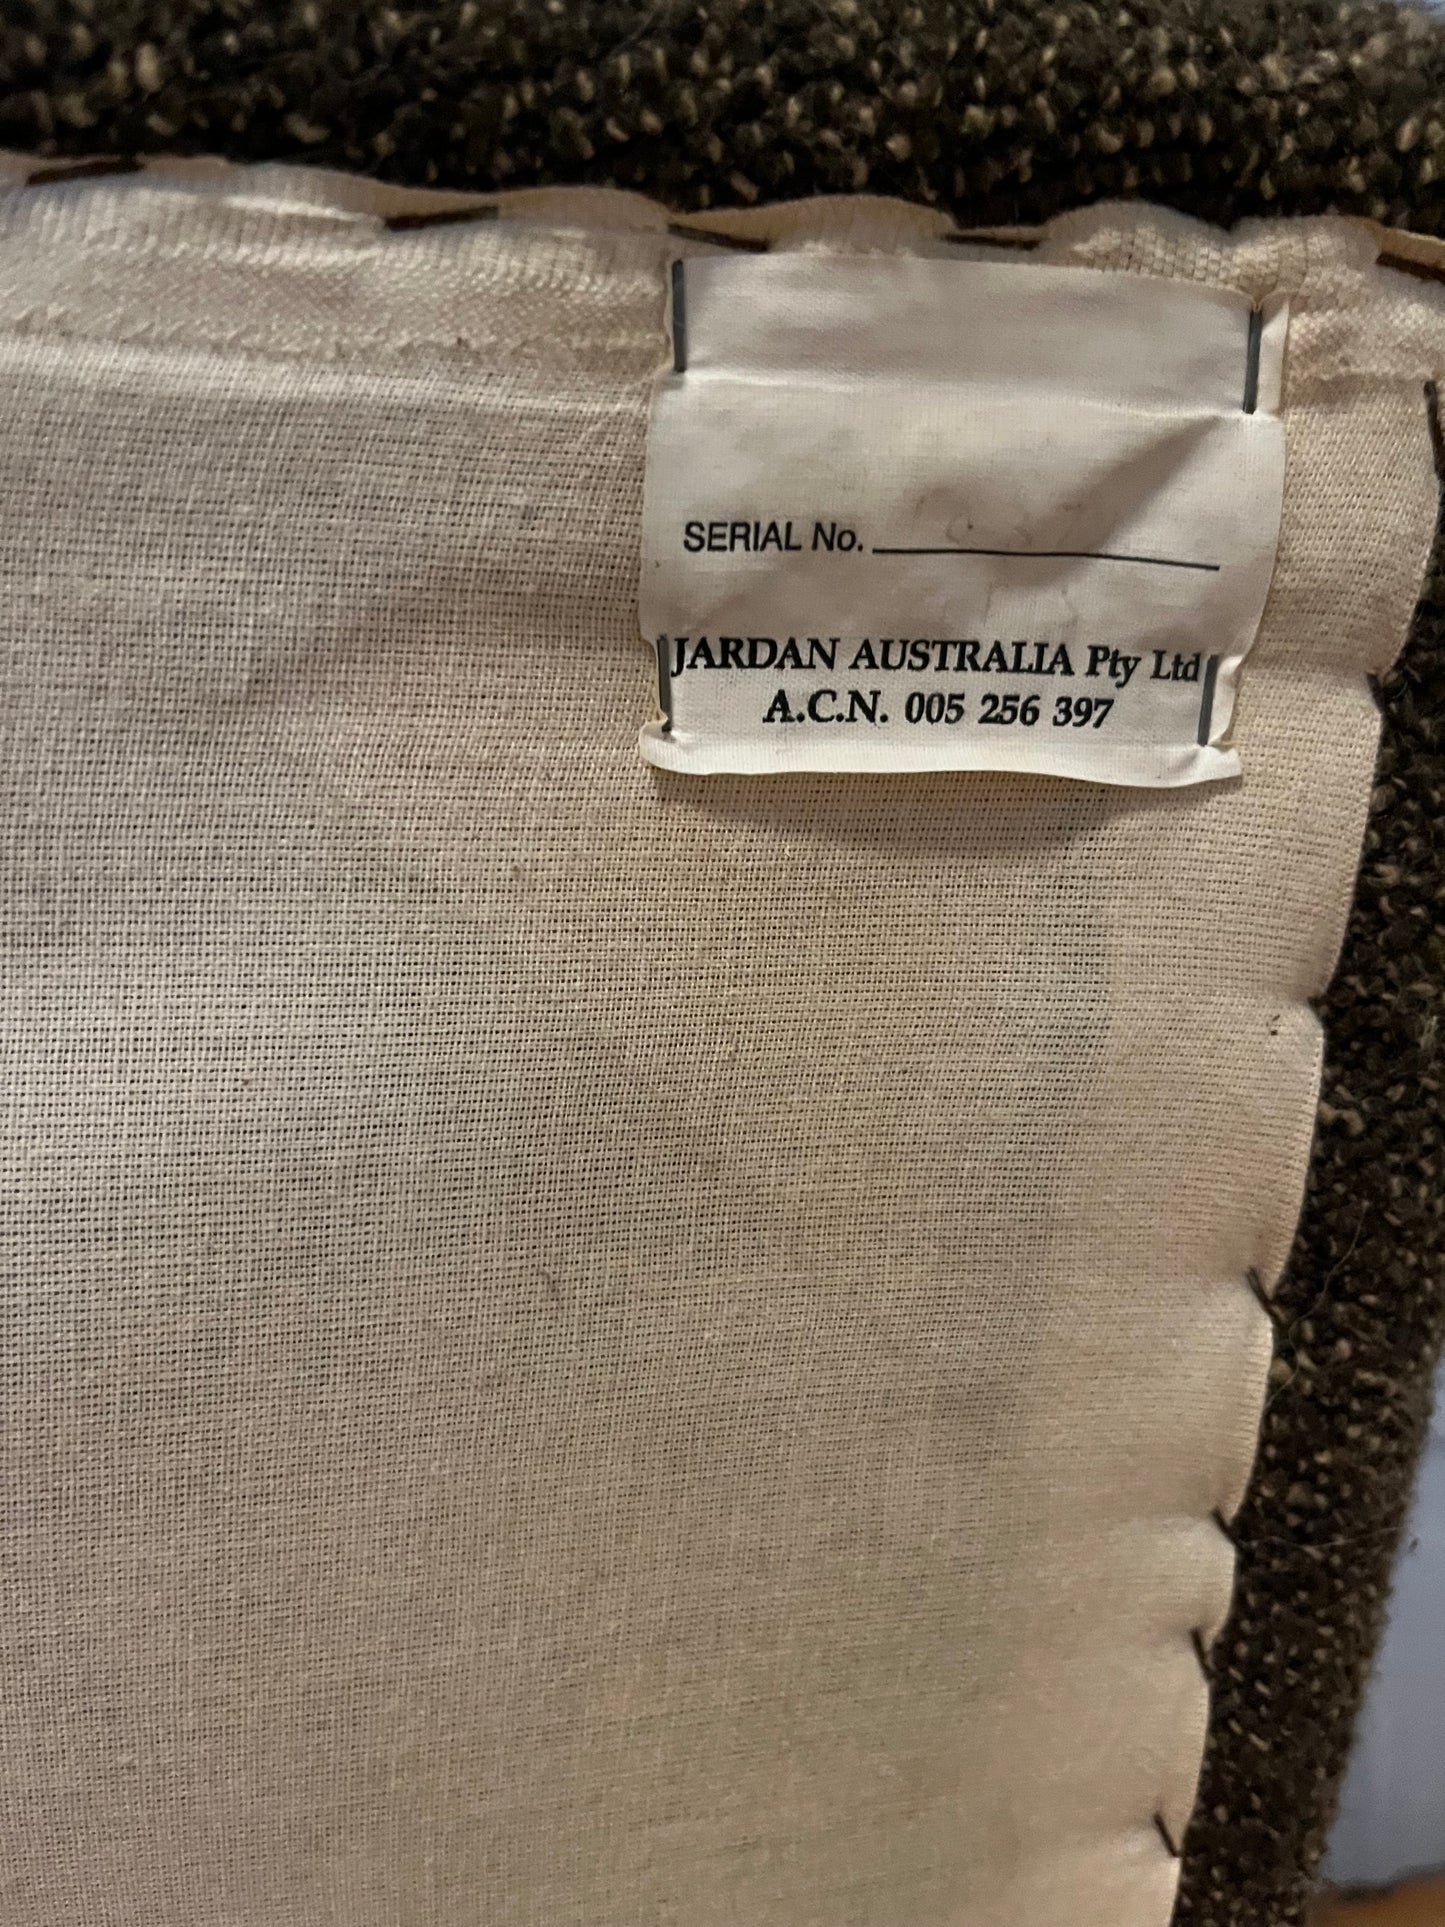 SERIAL No.
JARDAN AUSTRALIA Pty Ltd
A.C.N. 005 256 397